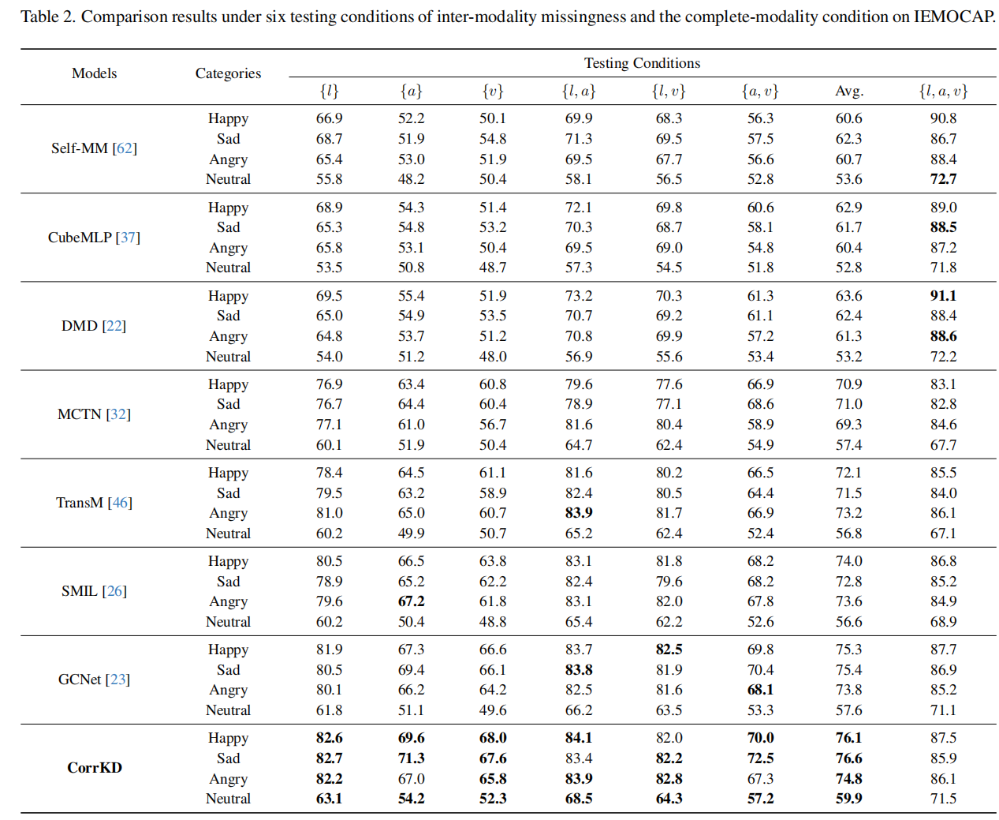 Table 2. Comparison results under six testing conditions of inter-modality missingness and the complete-modality condition on IEMOCAP.
Models Categories Testing Conditions
{l} {a} {v} {l, a} {l, v} {a, v} Avg. {l, a, v}
Happy 66.9 52.2 50.1 69.9 68.3 56.3 60.6 90.8
Sad 68.7 51.9 54.8 71.3 69.5 57.5 62.3 86.7
Self-MM [62]
Angry 65.4 53.0 51.9 69.5 67.7 56.6 60.7 88.4
Neutral 55.8 48.2 50.4 58.1 56.5 52.8 53.6 72.7
Happy 68.9 54.3 51.4 72.1 69.8 60.6 62.9 89.0
Sad 65.3 54.8 53.2 70.3 68.7 58.1 61.7 88.5
CubeMLP [37]
Angry 65.8 53.1 50.4 69.5 69.0 54.8 60.4 87.2
Neutral 53.5 50.8 48.7 57.3 54.5 51.8 52.8 71.8
Happy 69.5 55.4 51.9 73.2 70.3 61.3 63.6 91.1
Sad 65.0 54.9 53.5 70.7 69.2 61.1 62.4 88.4
DMD [22]
Angry 64.8 53.7 51.2 70.8 69.9 57.2 61.3 88.6
Neutral 54.0 51.2 48.0 56.9 55.6 53.4 53.2 72.2
Happy 76.9 63.4 60.8 79.6 77.6 66.9 70.9 83.1
Sad 76.7 64.4 60.4 78.9 77.1 68.6 71.0 82.8
MCTN [32]
Angry 77.1 61.0 56.7 81.6 80.4 58.9 69.3 84.6
Neutral 60.1 51.9 50.4 64.7 62.4 54.9 57.4 67.7
Happy 78.4 64.5 61.1 81.6 80.2 66.5 72.1 85.5
Sad 79.5 63.2 58.9 82.4 80.5 64.4 71.5 84.0
TransM [46]
Angry 81.0 65.0 60.7 83.9 81.7 66.9 73.2 86.1
Neutral 60.2 49.9 50.7 65.2 62.4 52.4 56.8 67.1
Happy 80.5 66.5 63.8 83.1 81.8 68.2 74.0 86.8
Sad 78.9 65.2 62.2 82.4 79.6 68.2 72.8 85.2
SMIL [26]
Angry 79.6 67.2 61.8 83.1 82.0 67.8 73.6 84.9
Neutral 60.2 50.4 48.8 65.4 62.2 52.6 56.6 68.9
Happy 81.9 67.3 66.6 83.7 82.5 69.8 75.3 87.7
Sad 80.5 69.4 66.1 83.8 81.9 70.4 75.4 86.9
GCNet [23]
Angry 80.1 66.2 64.2 82.5 81.6 68.1 73.8 85.2
Neutral 61.8 51.1 49.6 66.2 63.5 53.3 57.6 71.1
Happy 82.6 69.6 68.0 84.1 82.0 70.0 76.1 87.5
Sad 82.7 71.3 67.6 83.4 82.2 72.5 76.6 85.9
CorrKD
Angry 82.2 67.0 65.8 83.9 82.8 67.3 74.8 86.1
Neutral 63.1 54.2 52.3 68.5 64.3 57.2 59.9 71.5